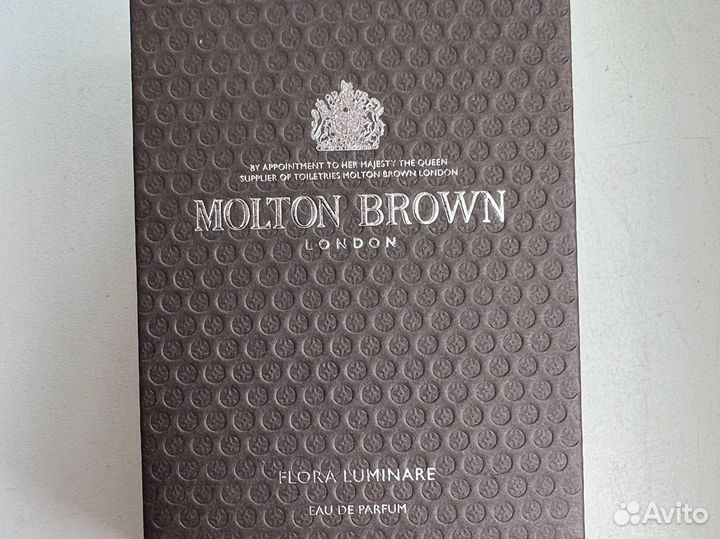 BY APPOINTMENT TO HER MAJESTY THE QUEEN
SUPPLIER OF TOILETRIES MOLTON BROWN LONDON
MOLTON BROWN
LONDON
FLORA LUMINARE
EAU DE PARFUM
Avito